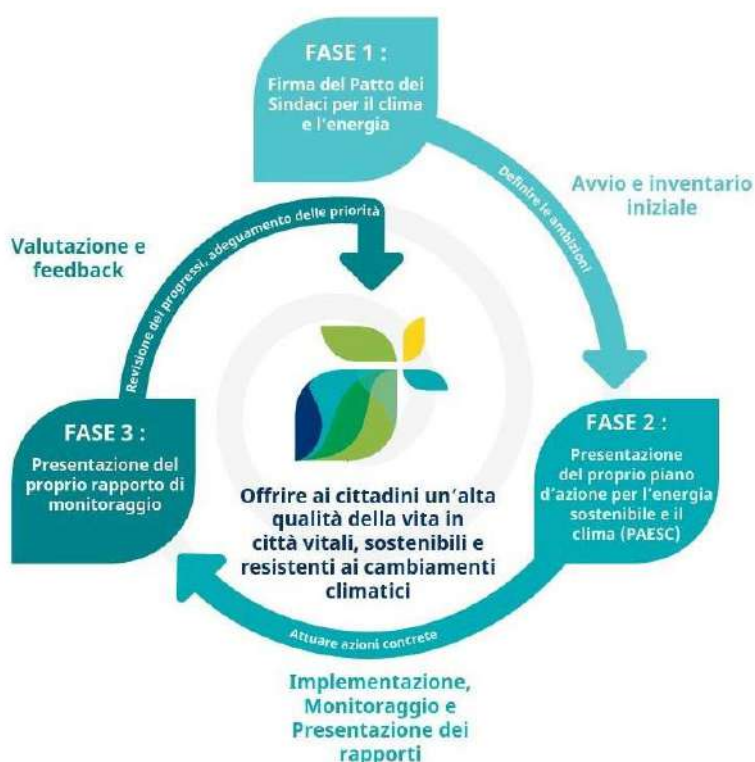 FASE 1 :
Firma del Patto dei
Sindaci per il clima
e l'energia
Definire le ambizioni
Avvio e inventario
iniziale
FASE 2 :
Presentazione
del proprio piano
d'azione per l'energia
sostenibile e il
clima (PAESC)
Attuare azioni concrete
Implementazione,
Monitoraggio e
Presentazione dei
rapporti
FASE 3 :
Presentazione del
proprio rapporto di
monitoraggio
Revisione dei progressi, adeguamento delle priorità
Valutazione e
feedback
Offrire ai cittadini un'alta
qualità della vita in
città vitali, sostenibili e
resistenti ai cambiamenti
climatici